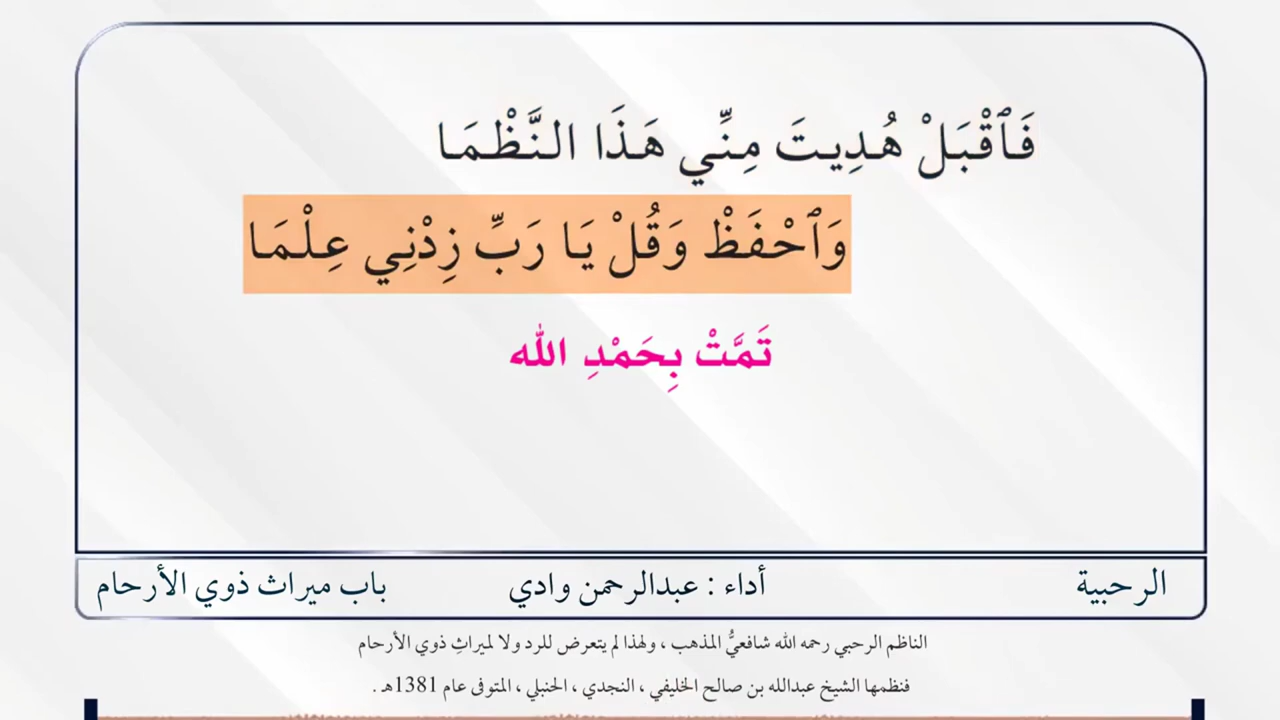 فَٱقْبَلْ هُدِيتَ مِنِّي هَذَا النَّظْمَا
وَٱحْفَظْ وَقُلْ يَا رَبِّ زِدْنِي عِلْمَا
تَمَّتْ بِحَمْدِ الله
الرحبية أداء : عبدالرحمن وادي باب ميراث ذوي الأرحام
الناظم الرحبي رحمه الله شافعيُّ المذهب ، ولهذا لم يتعرض للرد ولا لميراثِ ذوي الأرحام
فنظمها الشيخ عبدالله بن صالح الخليفي ، النجدي ، الحنبلي ، المتوفى عام 1381هـ .